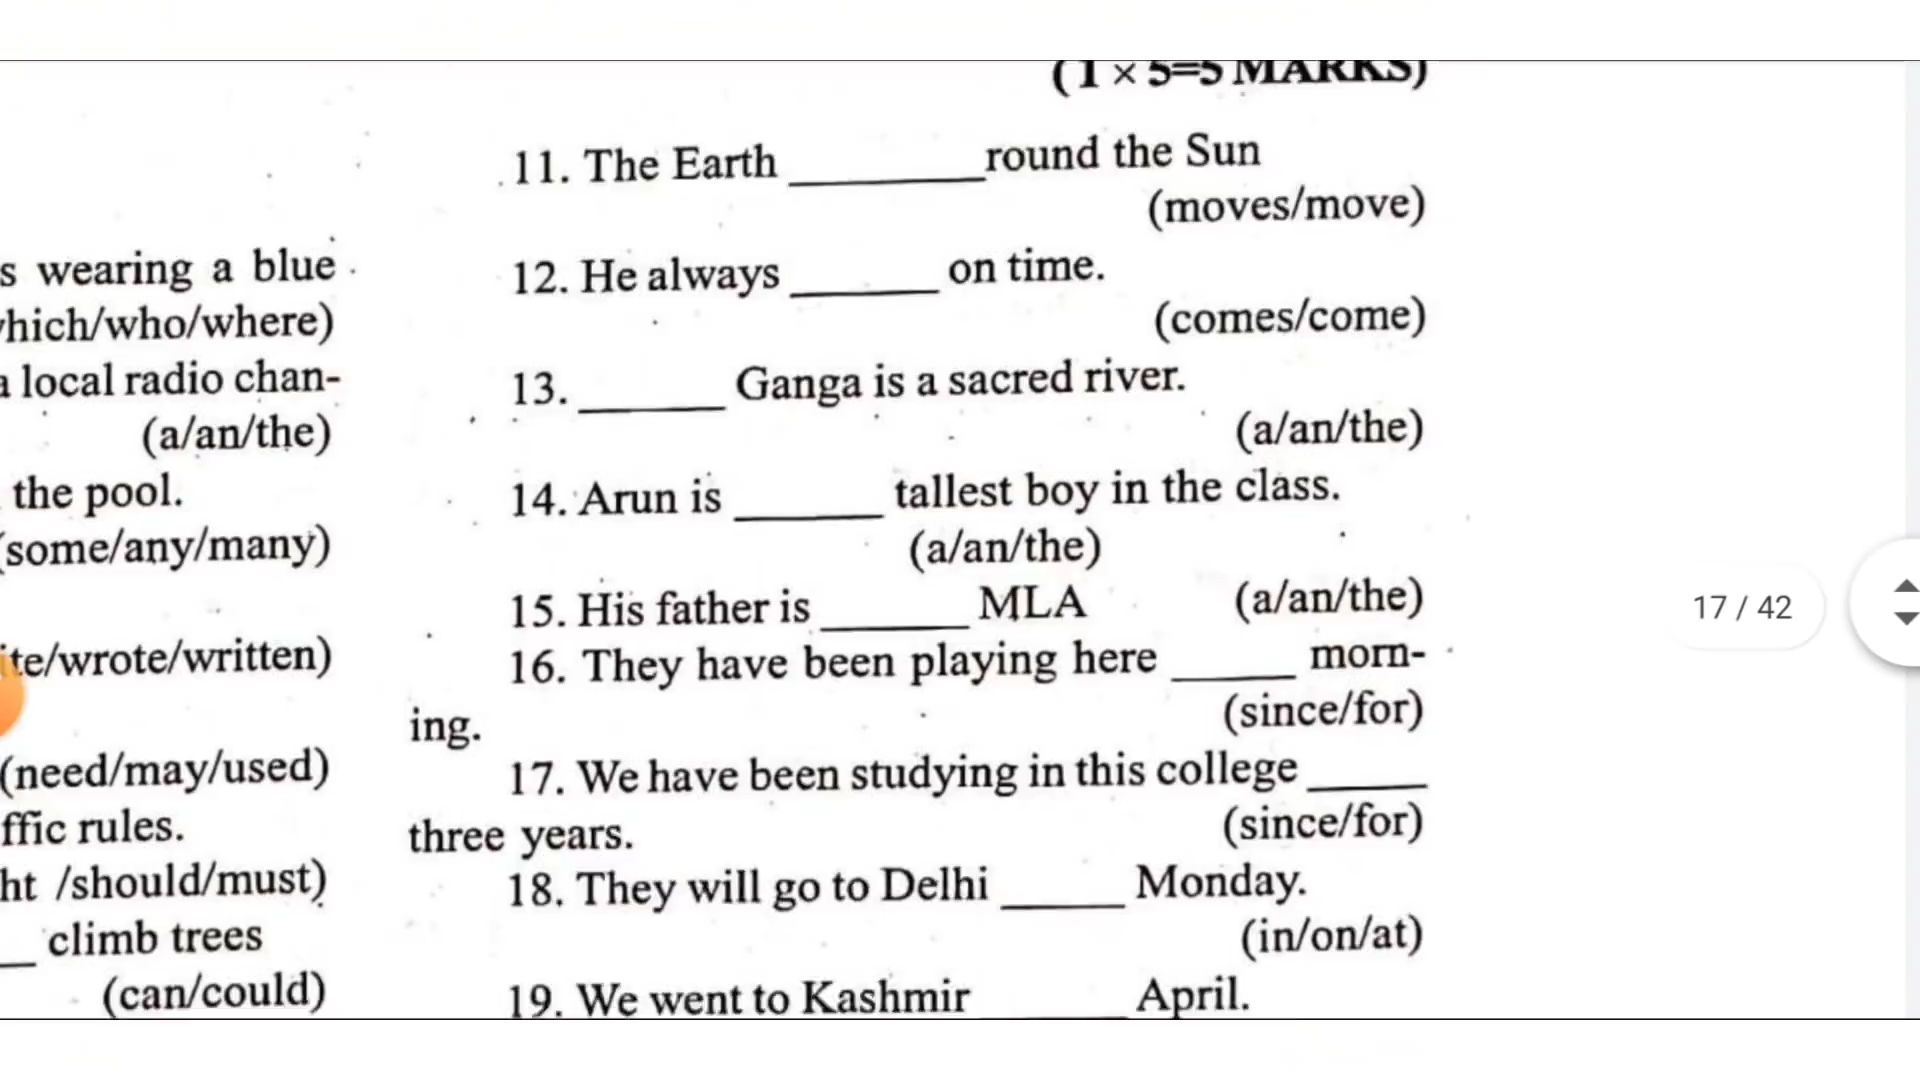 (1 × 5=5 MARKS)
s wearing a blue
hich/who/where)
a local radio chan-
(a/an/the)
the pool.
(some/any/many)
te/wrote/written)
(need/may/used)
ffic rules.
ht /should/must)
climb trees
(can/could)
11. The Earth ________ round the Sun
(moves/move)
12. He always ______ on time.
(comes/come)
13. ______ Ganga is a sacred river.
(a/an/the)
14. Arun is ______ tallest boy in the class.
(a/an/the)
15. His father is ______ MLA (a/an/the)
16. They have been playing here _____ morn-
ing. (since/for)
17. We have been studying in this college _____
three years. (since/for)
18. They will go to Delhi _____ Monday.
(in/on/at)
19. We went to Kashmir ______ April.
17 / 42